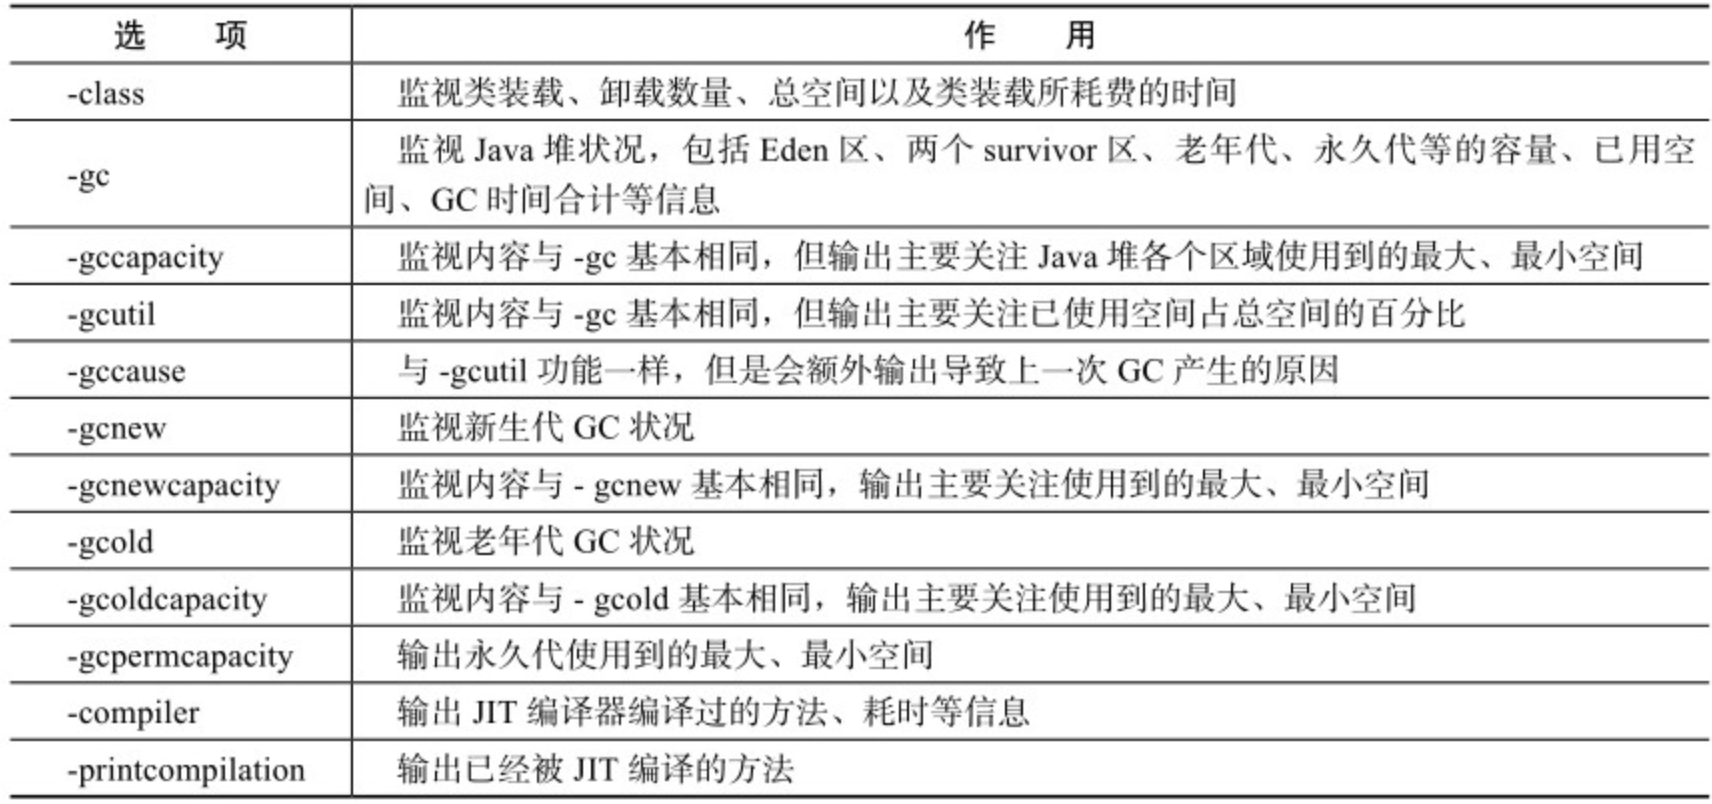 选 项 作 用
-class 监视类装载、卸载数量、总空间以及类装载所耗费的时间
-gc 监视 Java 堆状况，包括 Eden 区、两个 survivor 区、老年代、永久代等的容量、已用空
间、GC 时间合计等信息
-gccapacity 监视内容与 -gc 基本相同，但输出主要关注 Java 堆各个区域使用到的最大、最小空间
-gcutil 监视内容与 -gc 基本相同，但输出主要关注已使用空间占总空间的百分比
-gccause 与 -gcutil 功能一样，但是会额外输出导致上一次 GC 产生的原因
-gcnew 监视新生代 GC 状况
-gcnewcapacity 监视内容与 - gcnew 基本相同，输出主要关注使用到的最大、最小空间
-gcold 监视老年代 GC 状况
-gcoldcapacity 监视内容与 - gcold 基本相同，输出主要关注使用到的最大、最小空间
-gcpermcapacity 输出永久代使用到的最大、最小空间
-compiler 输出 JIT 编译器编译过的方法、耗时等信息
-printcompilation 输出已经被 JIT 编译的方法